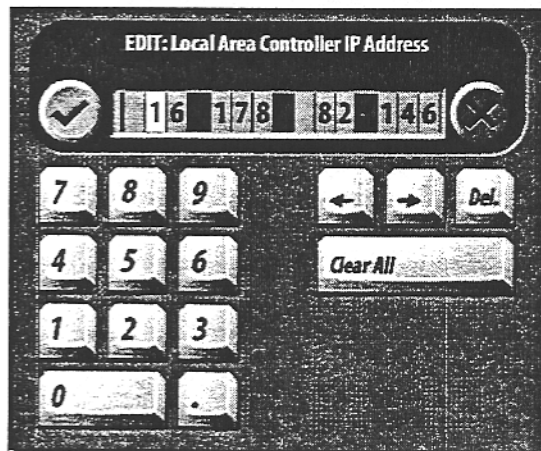 EDIT: Local Area Controller IP Address
16 178 82 146
7 8 9 Del.
4 5 6 Clear All
1 2 3
0 .